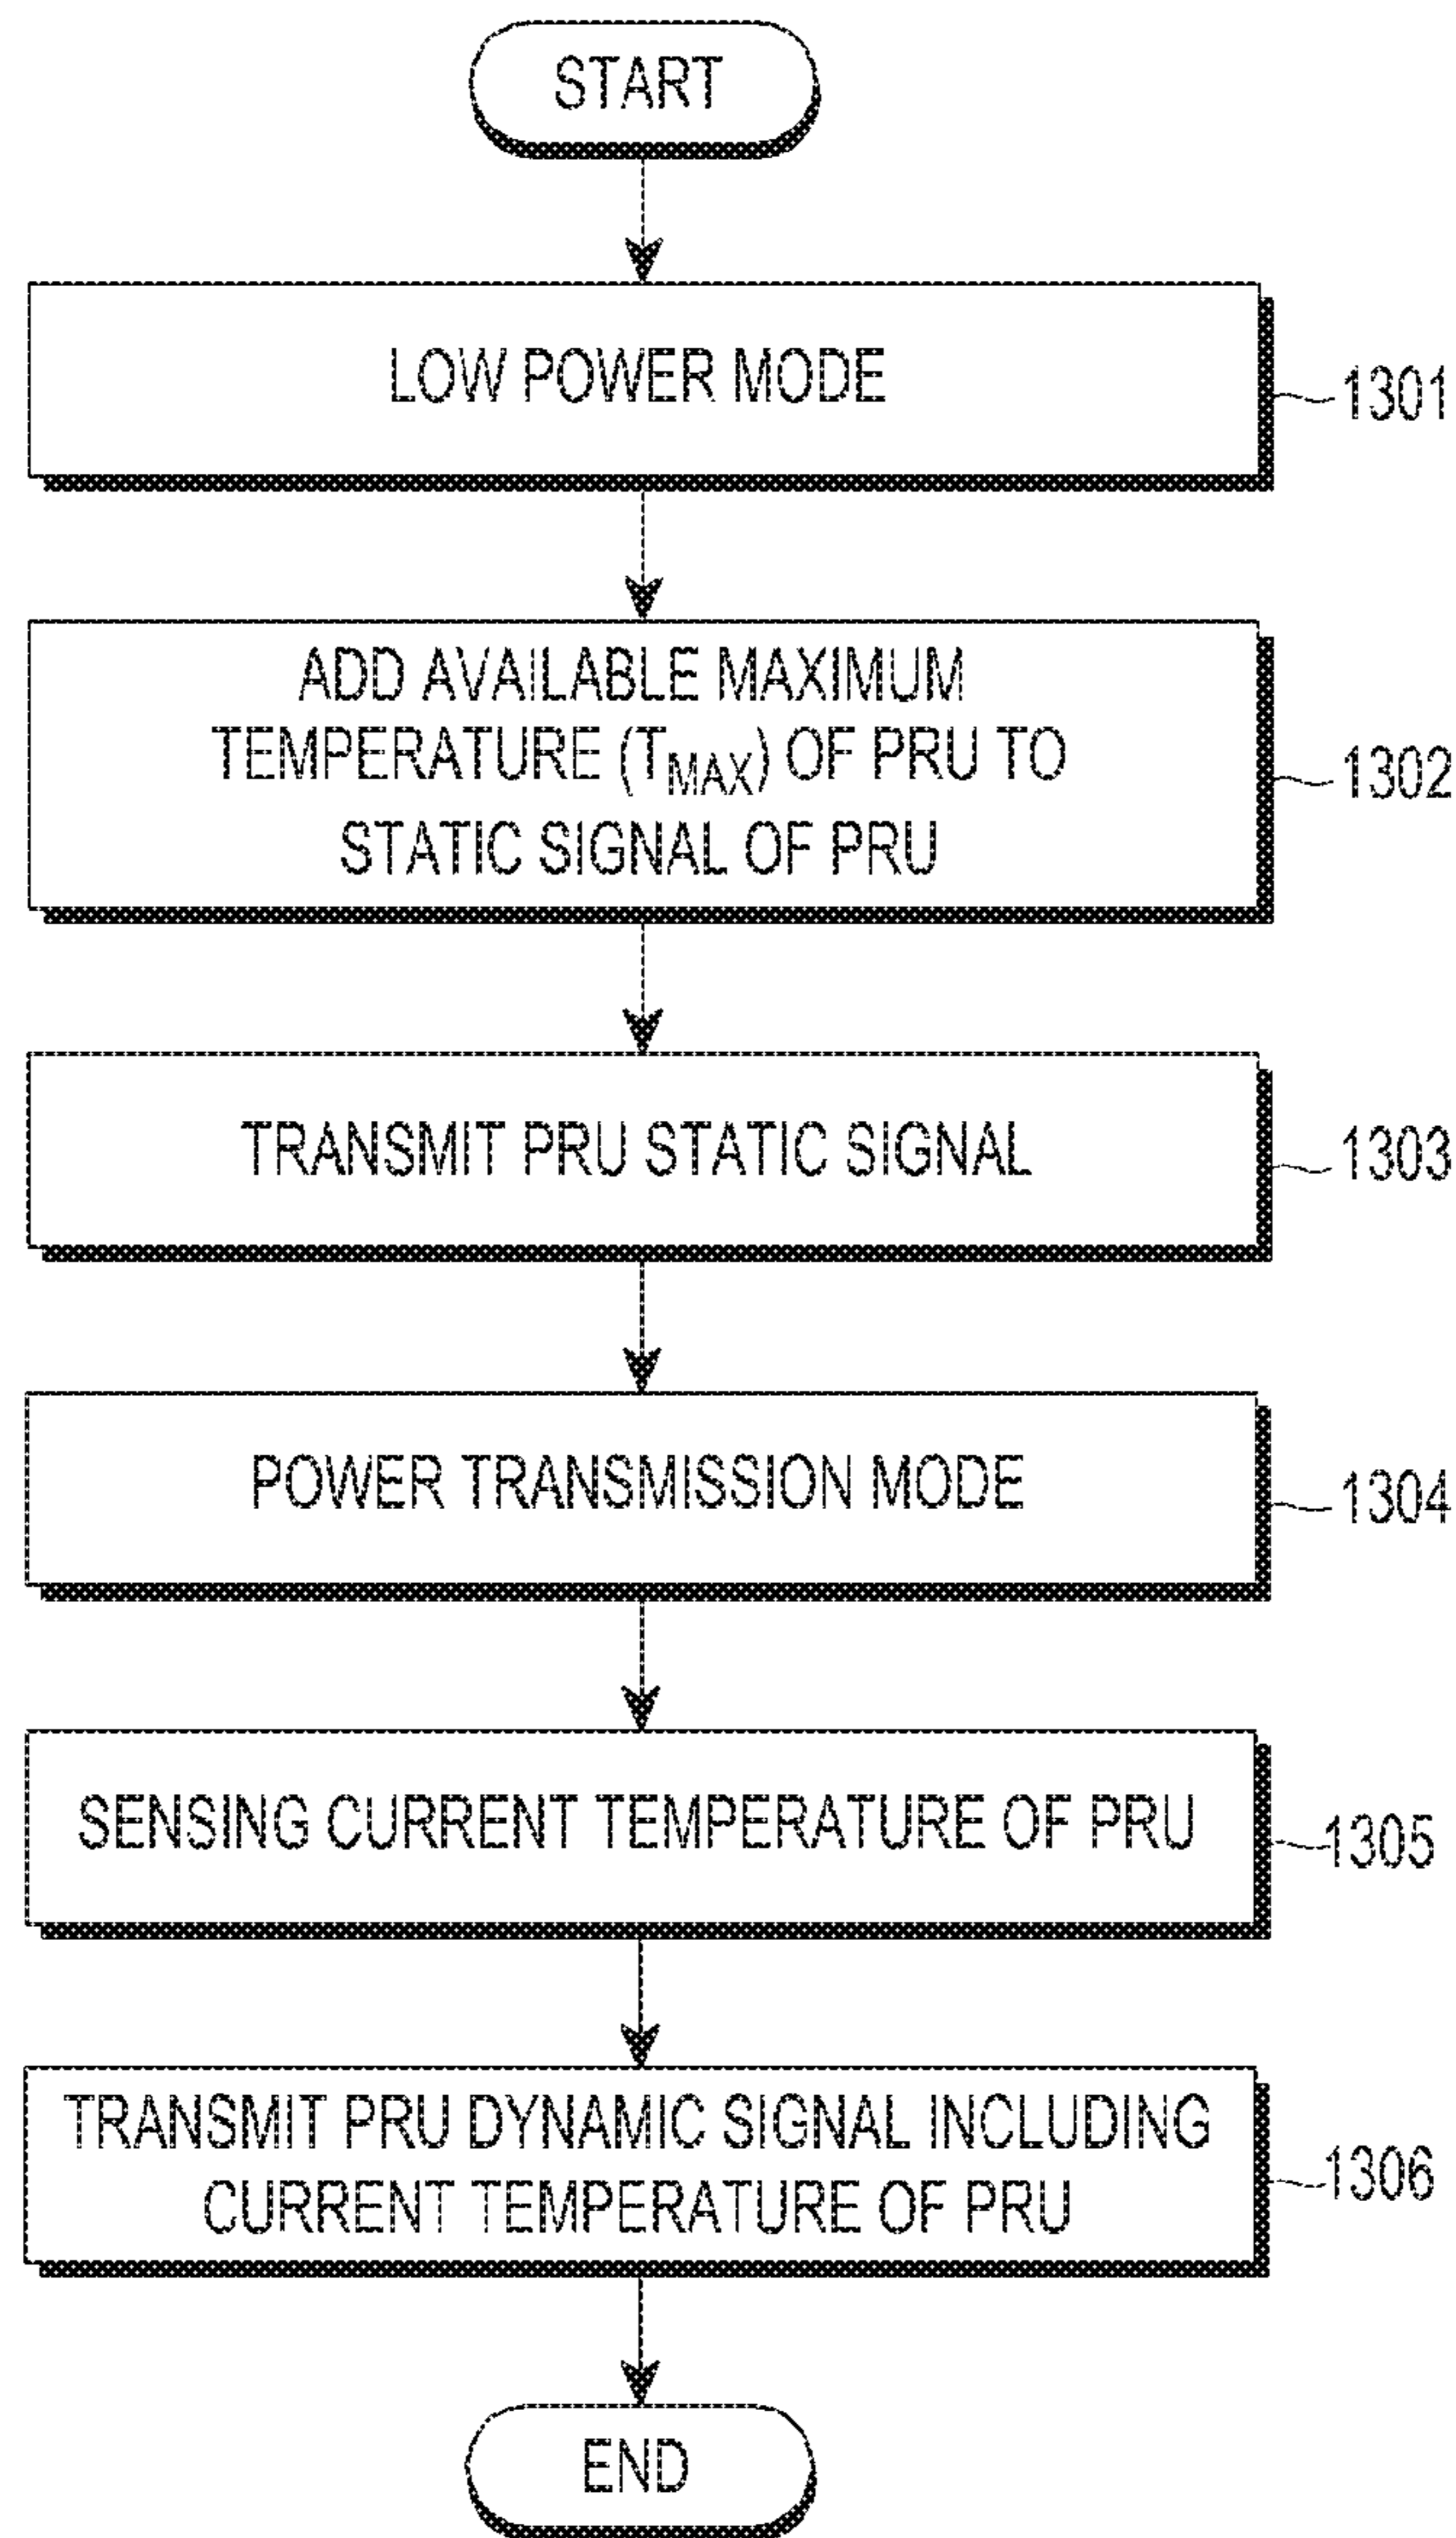 START
LOW POWER MODE
1301
ADD AVAILABLE MAXIMUM
TEMPERATURE (TMAX) OF PRU TO
STATIC SIGNAL OF PRU
1302
TRANSMIT PRU STATIC SIGNAL
1303
POWER TRANSMISSION MODE
1304
SENSING CURRENT TEMPERATURE OF PRU
1305
TRANSMIT PRU DYNAMIC SIGNAL INCLUDING
CURRENT TEMPERATURE OF PRU
1306
END